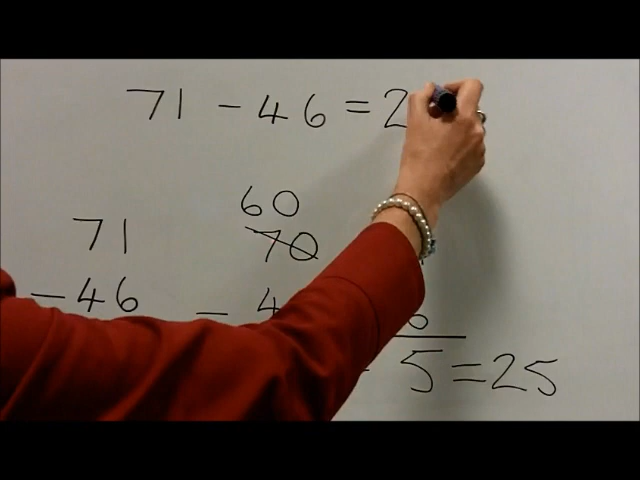 71 - 46 = 2
60
71 70
- 46 - 4
5 = 25